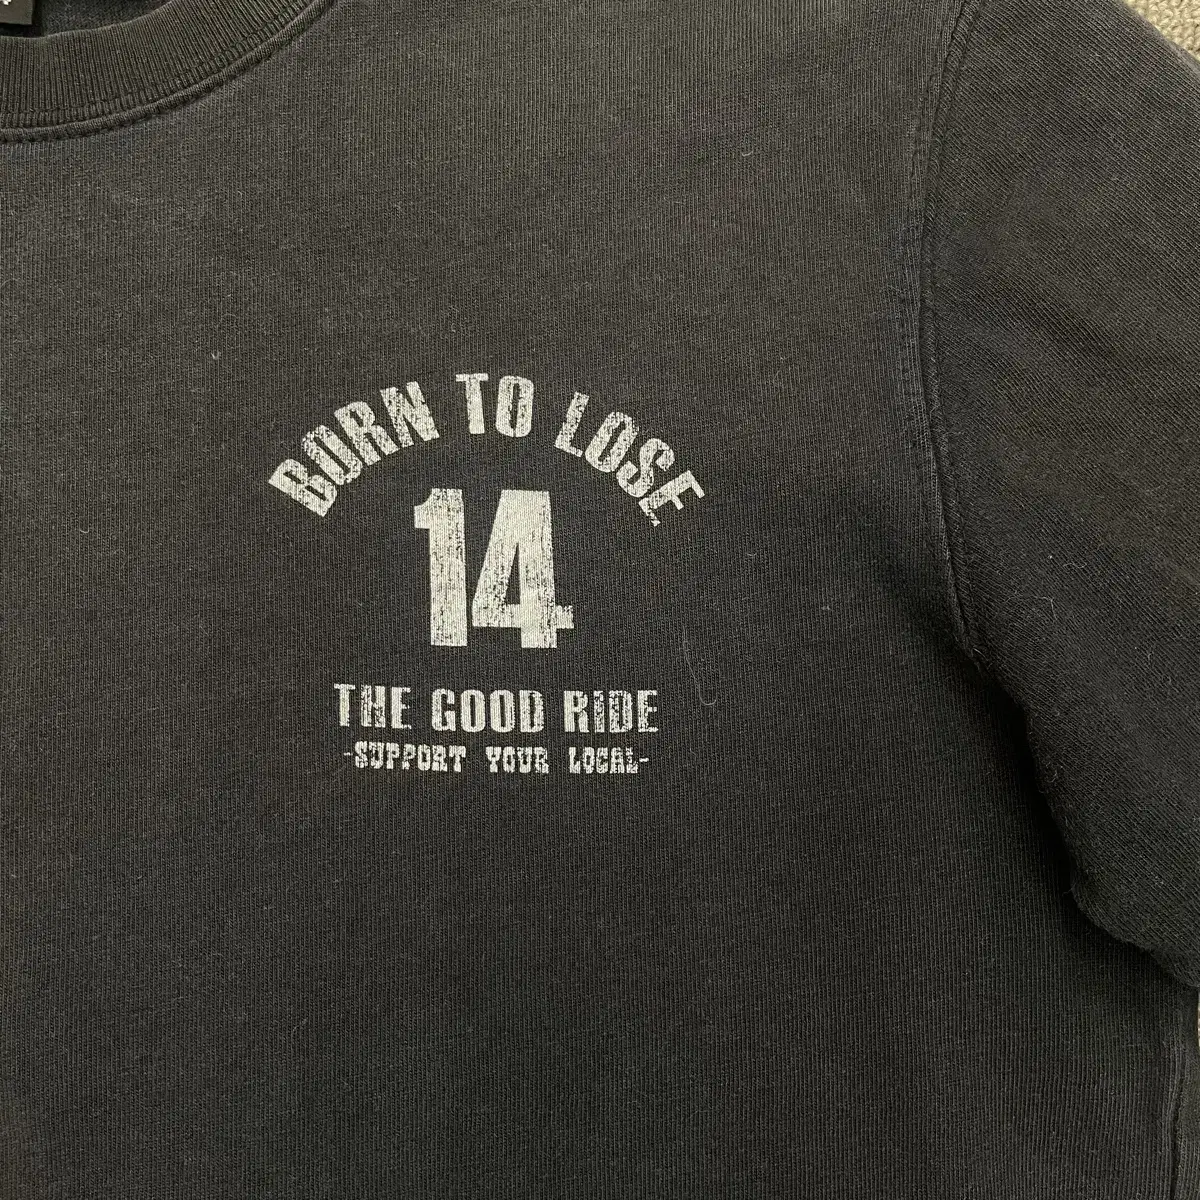 BORN TO LOSE
14
THE GOOD RIDE
-SUPPORT YOUR LOCAL-